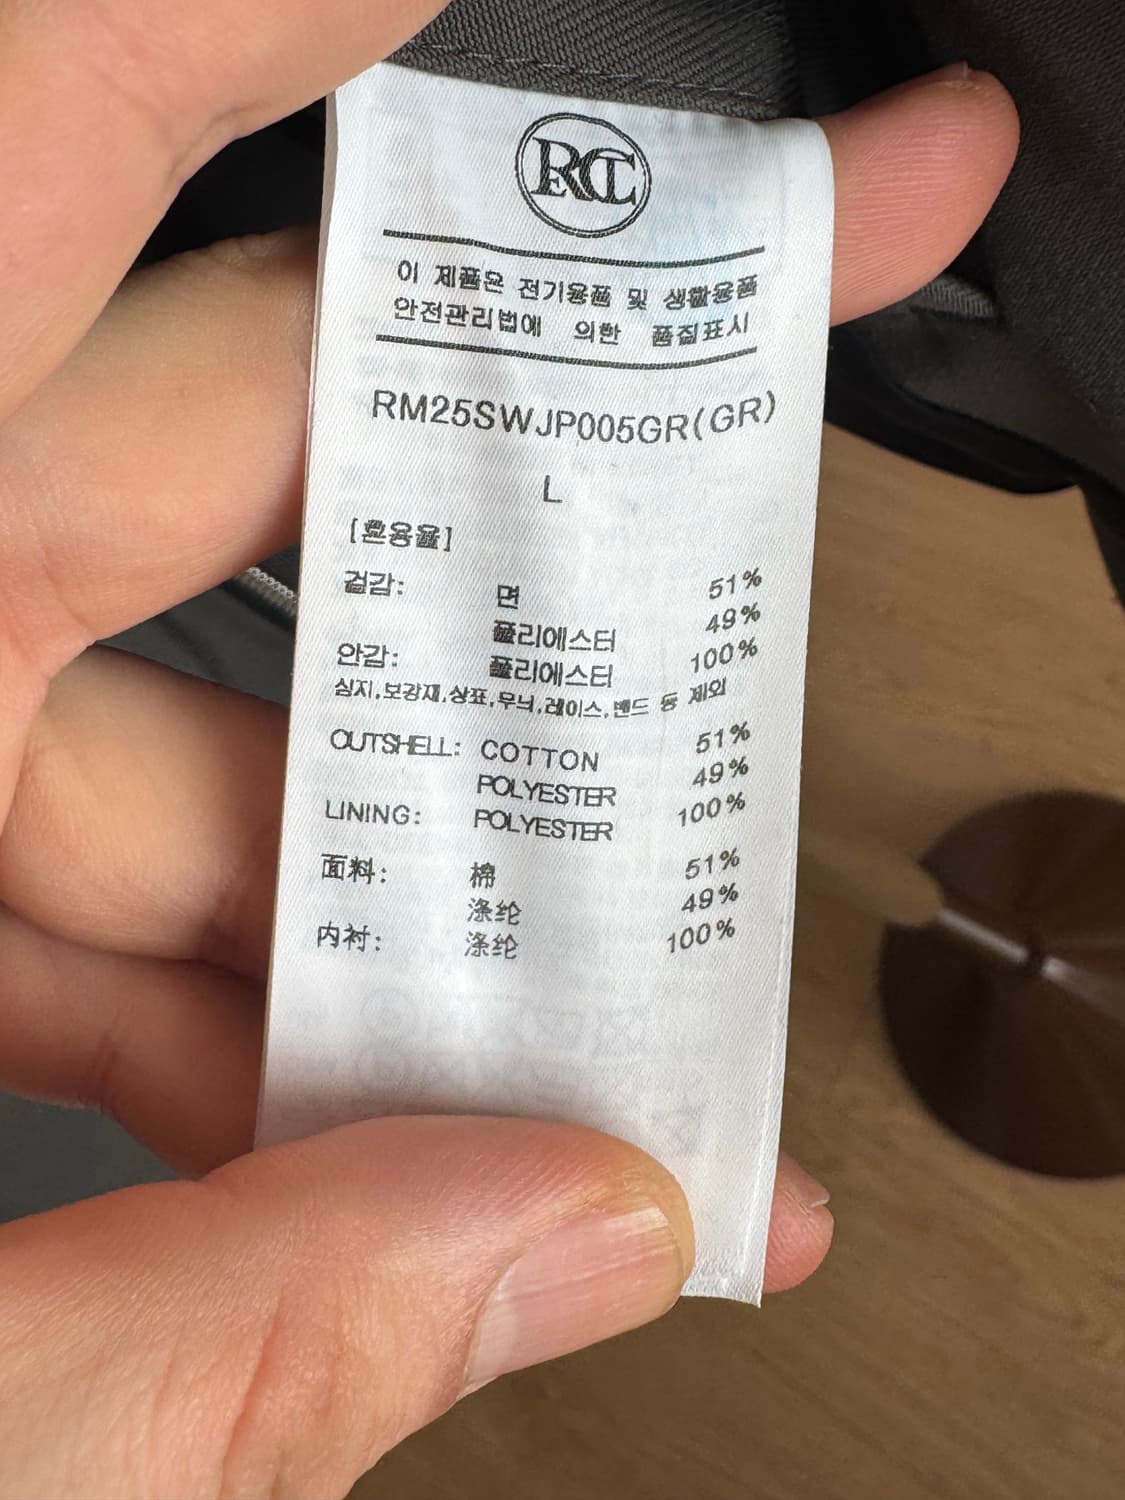 RCT
이 제품은 전기용품 및 생활용품
안전관리법에 의한 품질표시
RM25SWJP005GR(GR)
L
[혼용율]
겉감: 면 51%
폴리에스터 49%
안감: 폴리에스터 100%
심지,보강재,상표,무늬,레이스,밴드 등 제외
OUTSHELL: COTTON 51%
POLYESTER 49%
LINING: POLYESTER 100%
面料: 棉 51%
涤纶 49%
内衬: 涤纶 100%